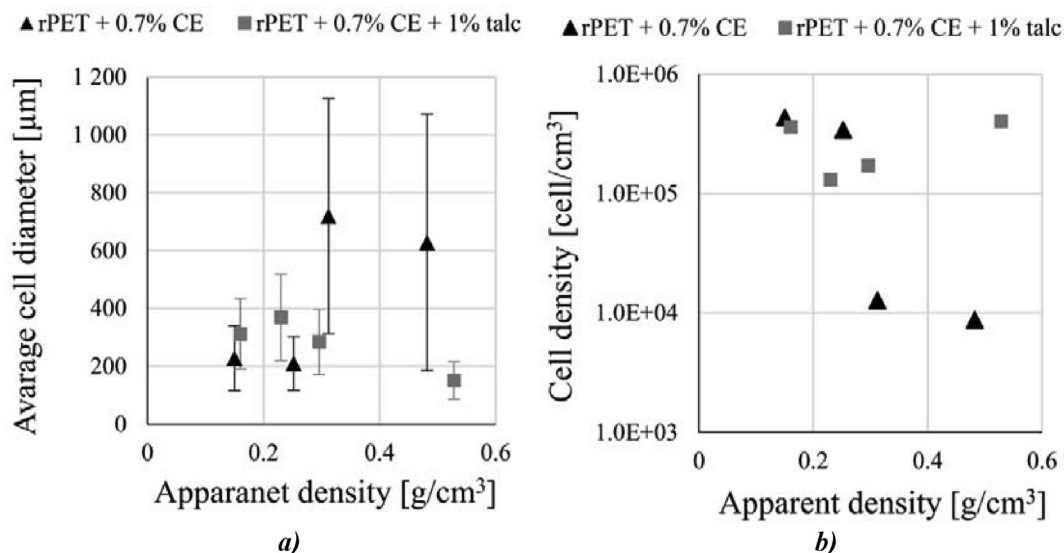 ▲rPET + 0.7% CE ■ rPET + 0.7% CE + 1% talc
Avarage cell diameter [µm]
1 200
1 000
800
600
400
200
0
0 0.2 0.4 0.6
Apparanet density [g/cm³]
a)
▲ rPET + 0.7% CE ■ rPET + 0.7% CE + 1% talc
Cell density [cell/cm³]
1.0E+06
1.0E+05
1.0E+04
1.0E+03
0 0.2 0.4 0.6
Apparent density [g/cm³]
b)